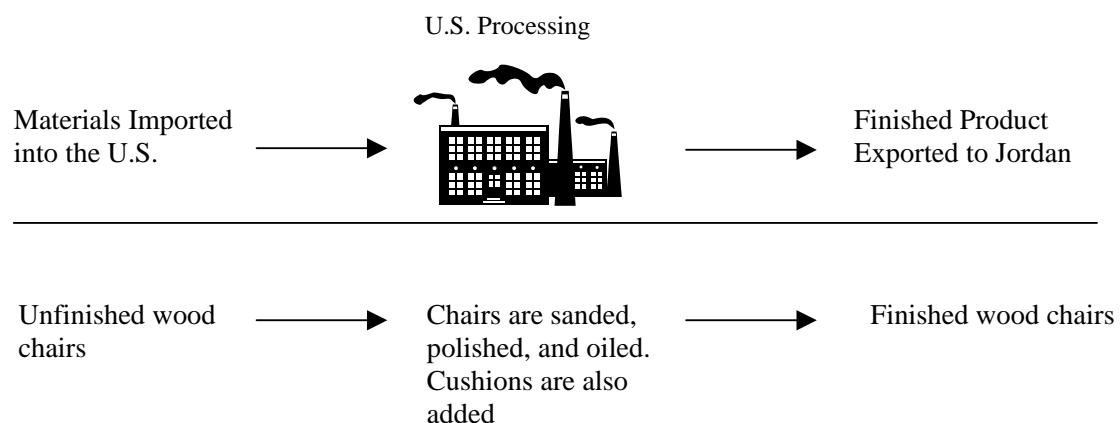 U.S. Processing
Materials Imported
into the U.S.
Finished Product
Exported to Jordan
Unfinished wood
chairs
Chairs are sanded,
polished, and oiled.
Cushions are also
added
Finished wood chairs